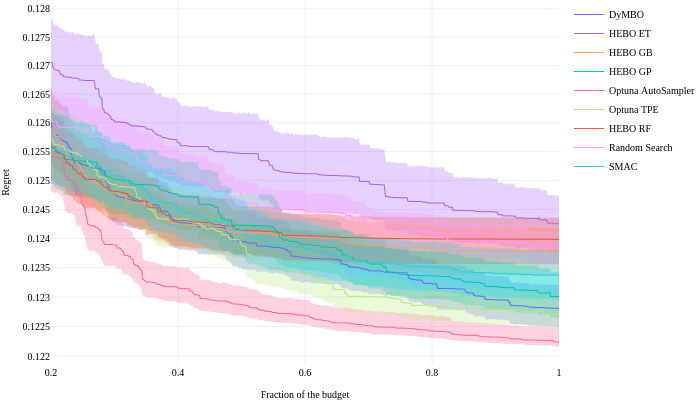 0.128
0.1275
0.127
0.1265
0.126
0.1255
0.125
0.1245
0.124
0.1235
0.123
0.1225
0.122
Regret
0.2
0.4
0.6
0.8
1
Fraction of the budget
DyMBO
HEBO ET
HEBO GB
HEBO GP
Optuna AutoSampler
Optuna TPE
HEBO RF
Random Search
SMAC